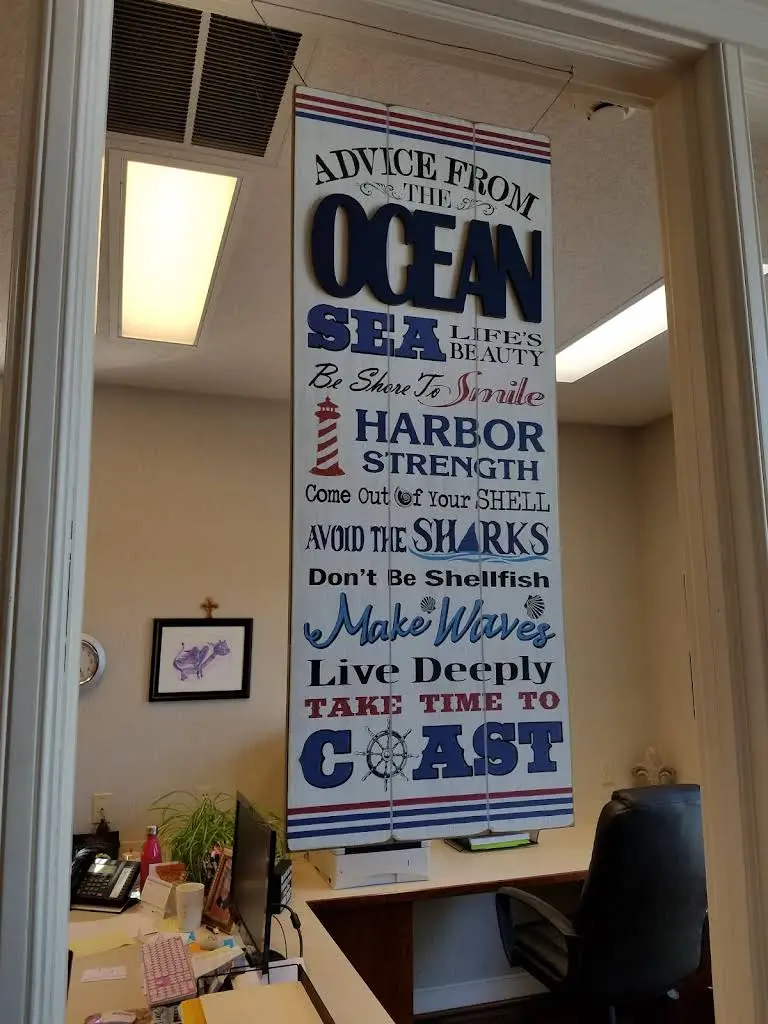 ADVICE FROM
THE
OCEAN
SEA LIFE'S
BEAUTY
Be Shore To Smile
HARBOR
STRENGTH
Come Out Of Your SHELL
AVOID THE SHARKS
Don't Be Shellfish
Make Waves
Live Deeply
TAKE TIME TO
COAST